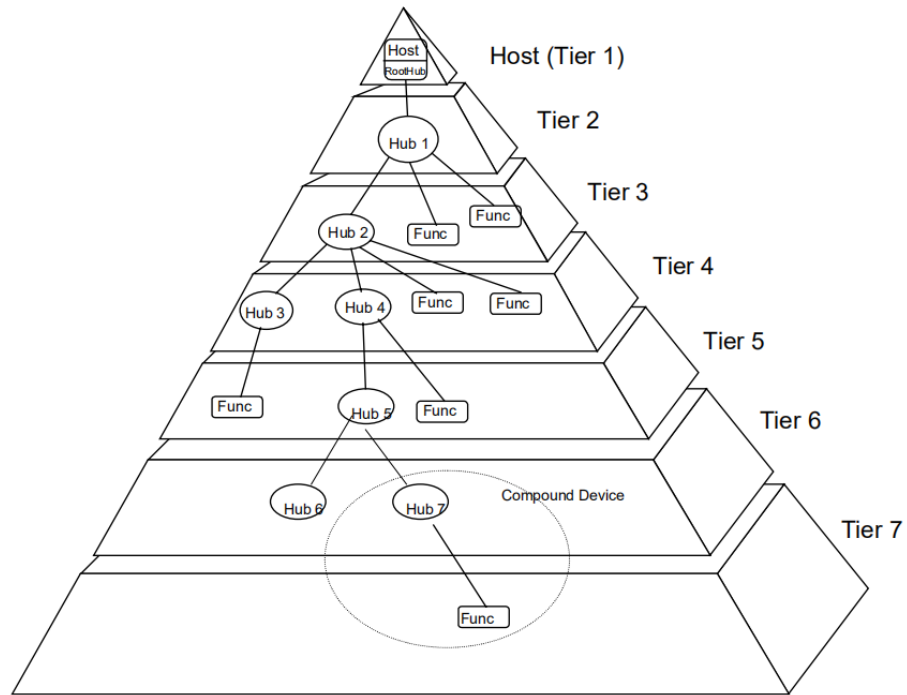 Host
RootHub
Host (Tier 1)
Hub 1
Tier 2
Func
Func
Hub 2
Tier 3
Hub 3
Hub 4
Func
Func
Tier 4
Func
Hub 5
Func
Tier 5
Hub 6
Hub 7
Compound Device
Tier 6
Func
Tier 7